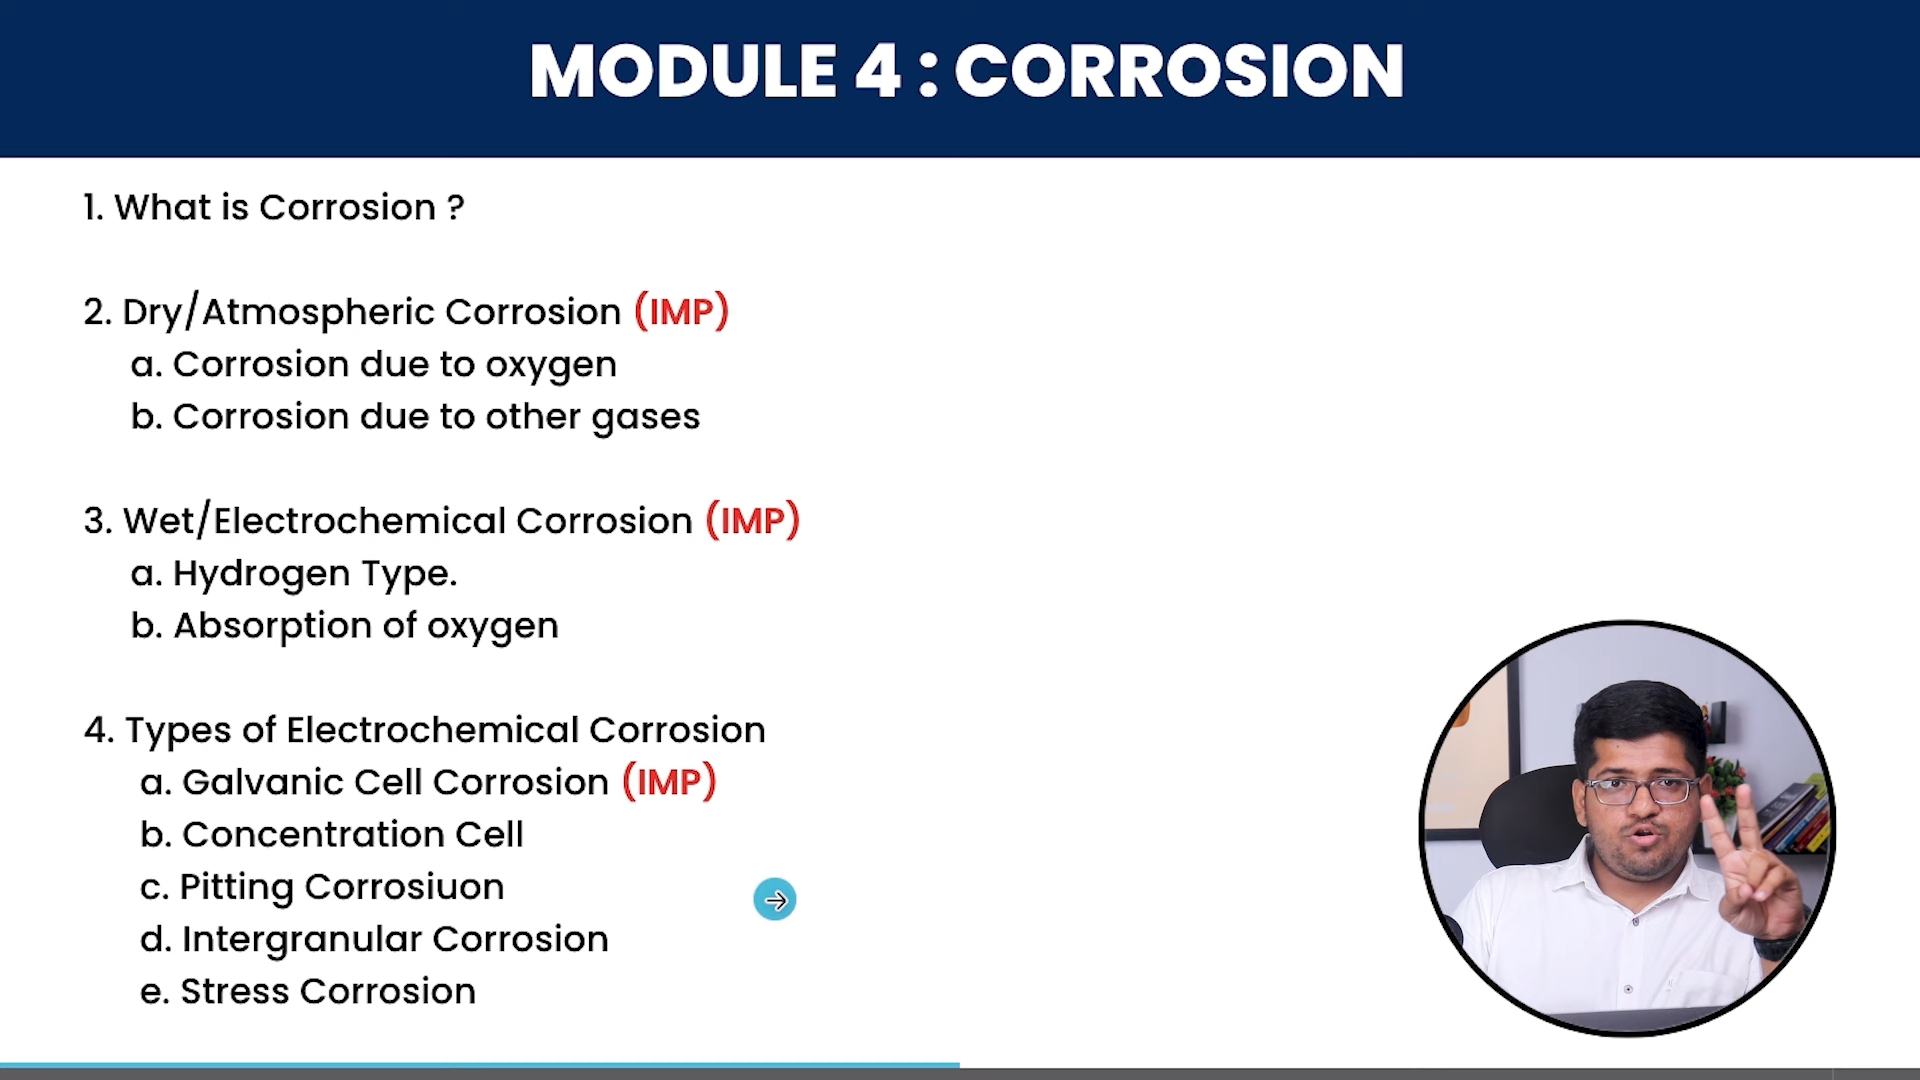 MODULE 4 : CORROSION
1. What is Corrosion ?
2. Dry/Atmospheric Corrosion (IMP)
a. Corrosion due to oxygen
b. Corrosion due to other gases
3. Wet/Electrochemical Corrosion (IMP)
a. Hydrogen Type.
b. Absorption of oxygen
4. Types of Electrochemical Corrosion
a. Galvanic Cell Corrosion (IMP)
b. Concentration Cell
c. Pitting Corrosiuon
d. Intergranular Corrosion
e. Stress Corrosion